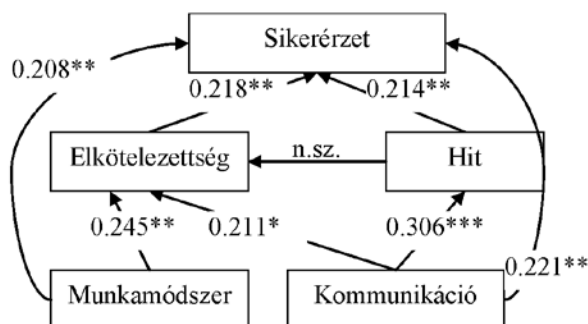 Sikerérzet
0.208**
0.218**
0.214**
Elkötelezettség
n.sz.
Hit
0.245**
0.211*
0.306***
0.221**
Munkamódszer
Kommunikáció